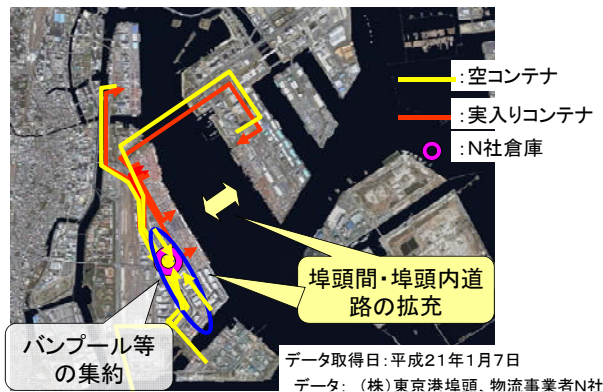 :空コンテナ
:実入りコンテナ
:N社倉庫
埠頭間・埠頭内道
路の拡充
バンプール等
の集約
データ取得日:平成21年1月7日
データ: (株)東京港埠頭、物流事業者N社